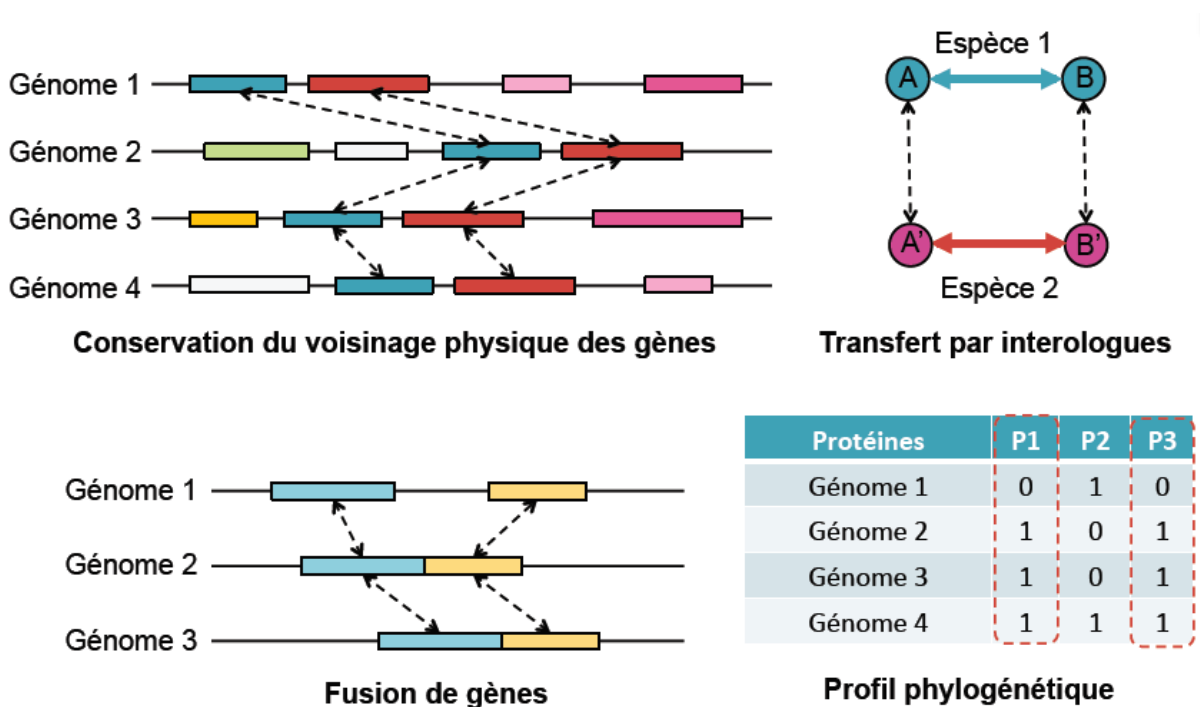 Génome 1
Génome 2
Génome 3
Génome 4
Conservation du voisinage physique des gènes
Espèce 1
A B
A' B'
Espèce 2
Transfert par interologues
Génome 1
Génome 2
Génome 3
Fusion de gènes
Protéines P1 P2 P3
Génome 1 0 1 0
Génome 2 1 0 1
Génome 3 1 0 1
Génome 4 1 1 1
Profil phylogénétique